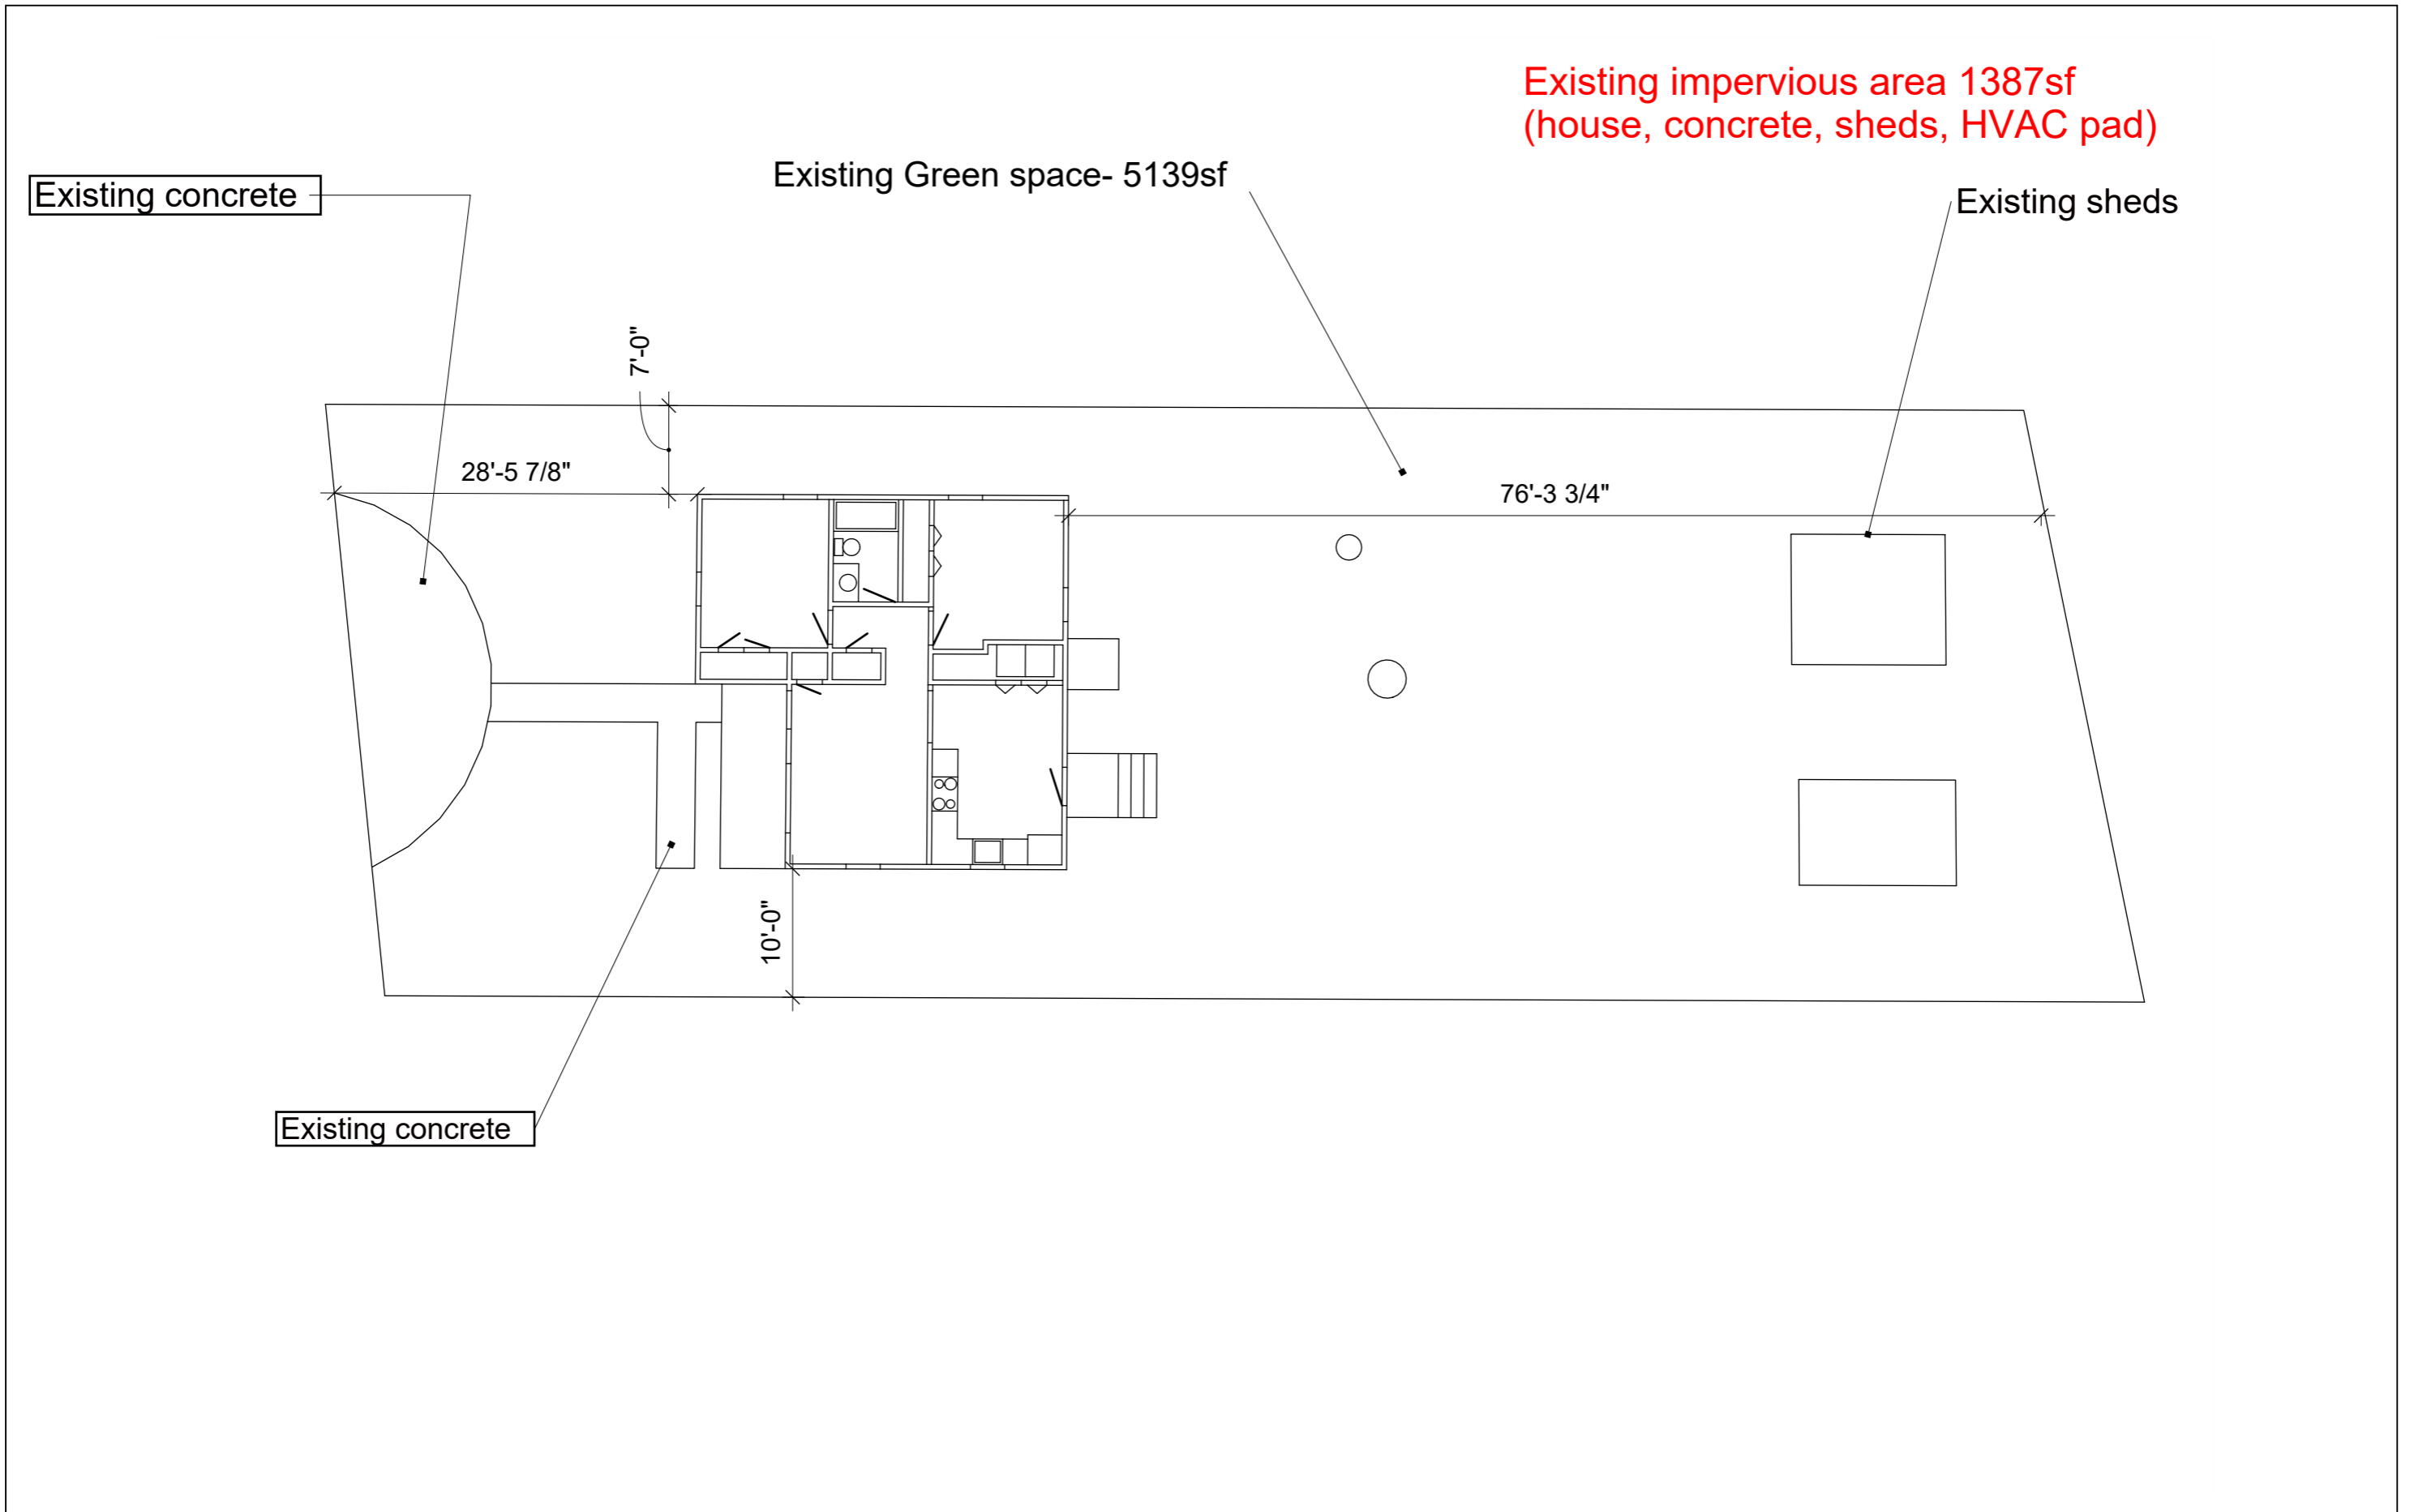 Existing impervious area 1387sf
(house, concrete, sheds, HVAC pad)
Existing Green space- 5139sf
Existing concrete
Existing sheds
7'-0"
28'-5 7/8"
76'-3 3/4"
10'-0"
Existing concrete